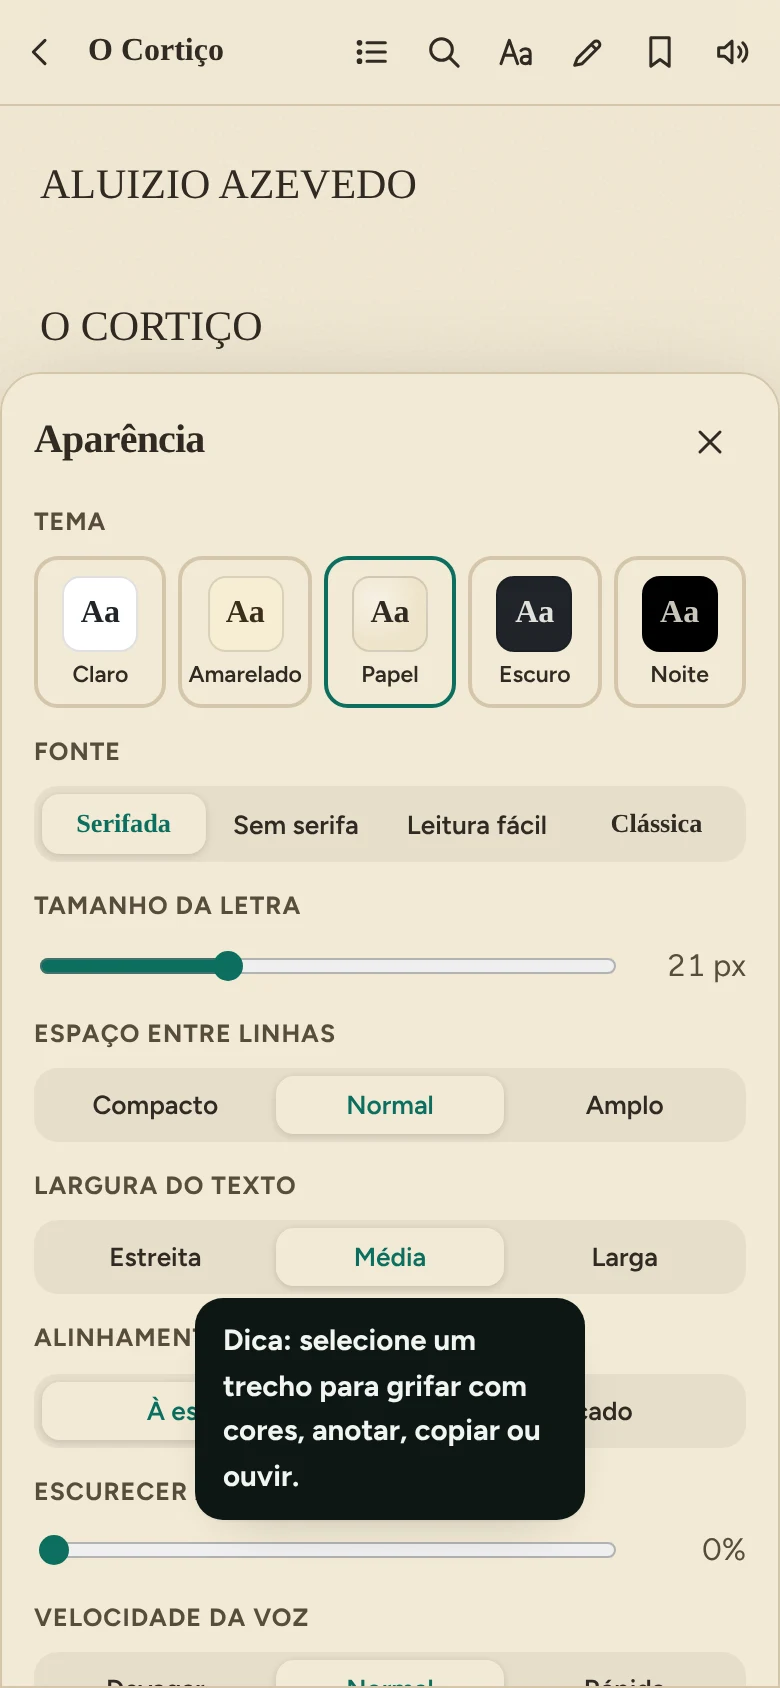 O Cortiço
Aa
ALUIZIO AZEVEDO
O CORTIÇO
Aparência
TEMA
Aa Aa Aa Aa Aa
Claro Amarelado Papel Escuro Noite
FONTE
Serifada Sem serifa Leitura fácil Clássica
TAMANHO DA LETRA
21 px
ESPAÇO ENTRE LINHAS
Compacto Normal Amplo
LARGURA DO TEXTO
Estreita Média Larga
Dica: selecione um
trecho para grifar com
cores, anotar, copiar ou
ouvir.
À
ESCURECER
0%
VELOCIDADE DA VOZ
Normal